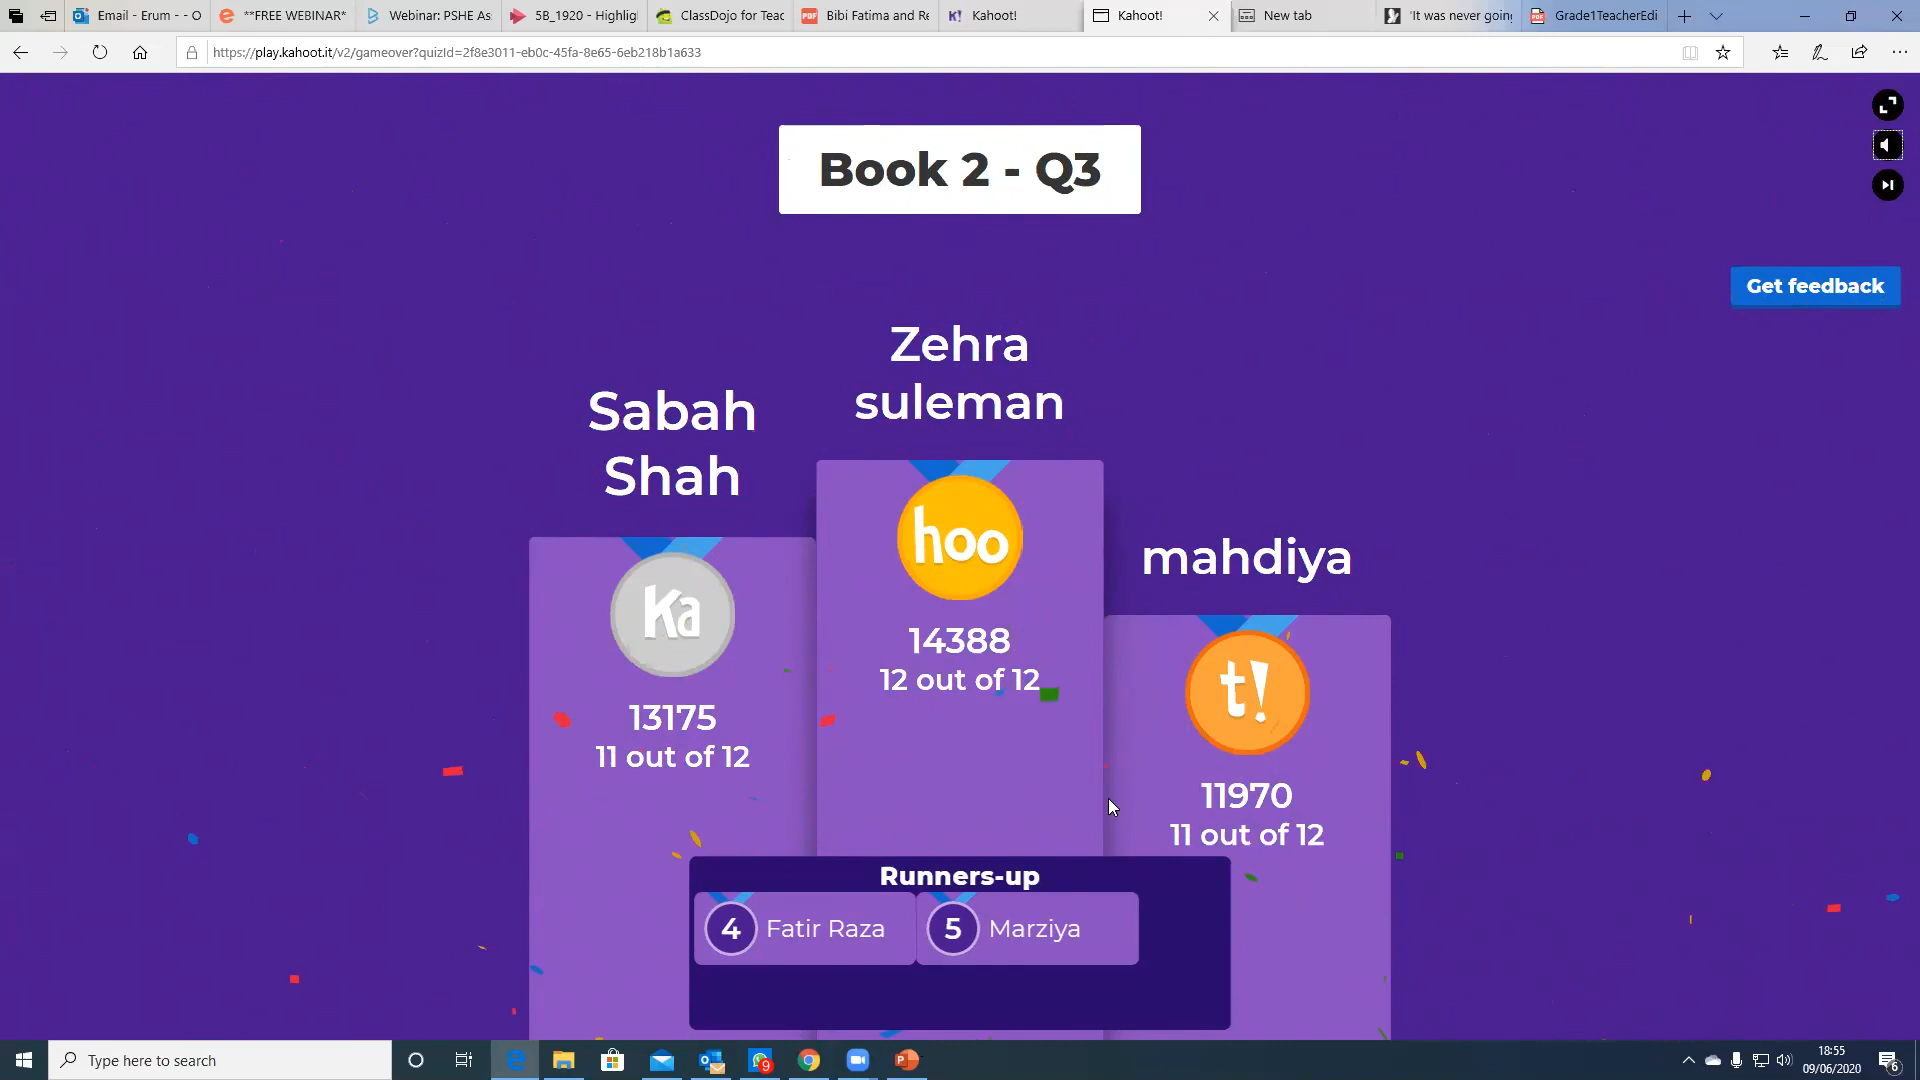 Email - Erum - - O
**FREE WEBINAR*
Webinar: PSHE As
5B_1920 - Highlig
ClassDojo for Teac
Bibi Fatima and Re
Kahoot!
Kahoot!
New tab
'It was never going
Grade1TeacherEdi
https://play.kahoot.it/v2/gameover?quizId=2f8e3011-eb0c-45fa-8e65-6eb218b1a633
Book 2 - Q3
Get feedback
Zehra
suleman
Sabah
Shah
mahdiya
hoo
14388
12 out of 12
Ka
13175
11 out of 12
t!
11970
11 out of 12
Runners-up
4 Fatir Raza
5 Marziya
Type here to search
9
18:55
09/06/2020
6